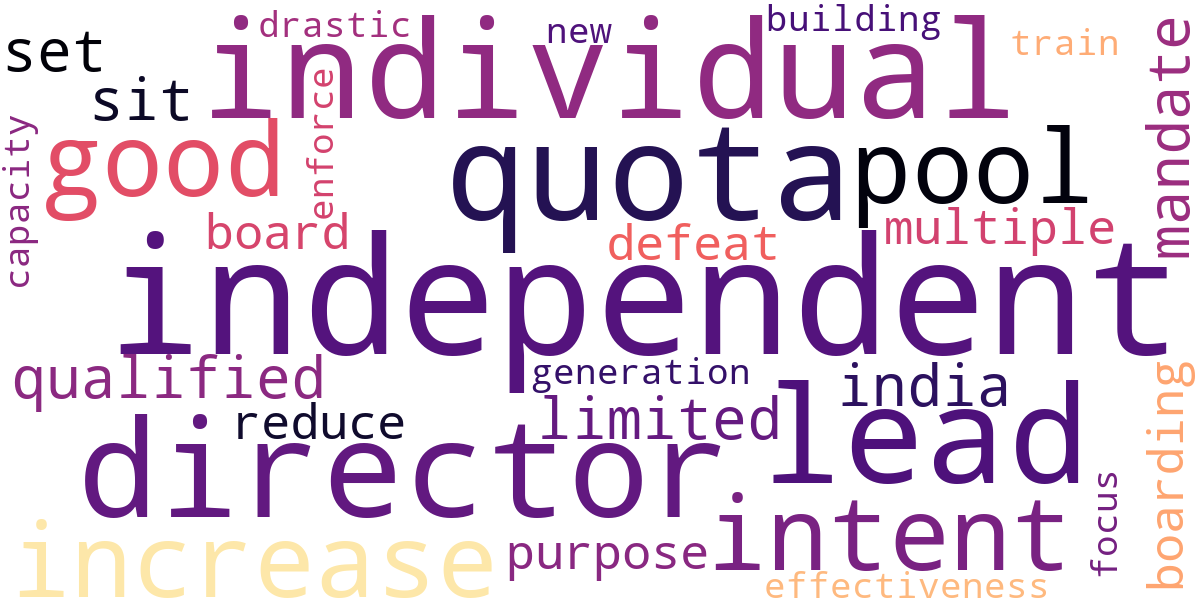 drastic
new
building
set
individual
train
mandate
sit
enforce
good
quota
pool
capacity
board
defeat
multiple
independent
qualified
generation
india
boarding
reduce
limited
lead
director
focus
increase
purpose
intent
effectiveness